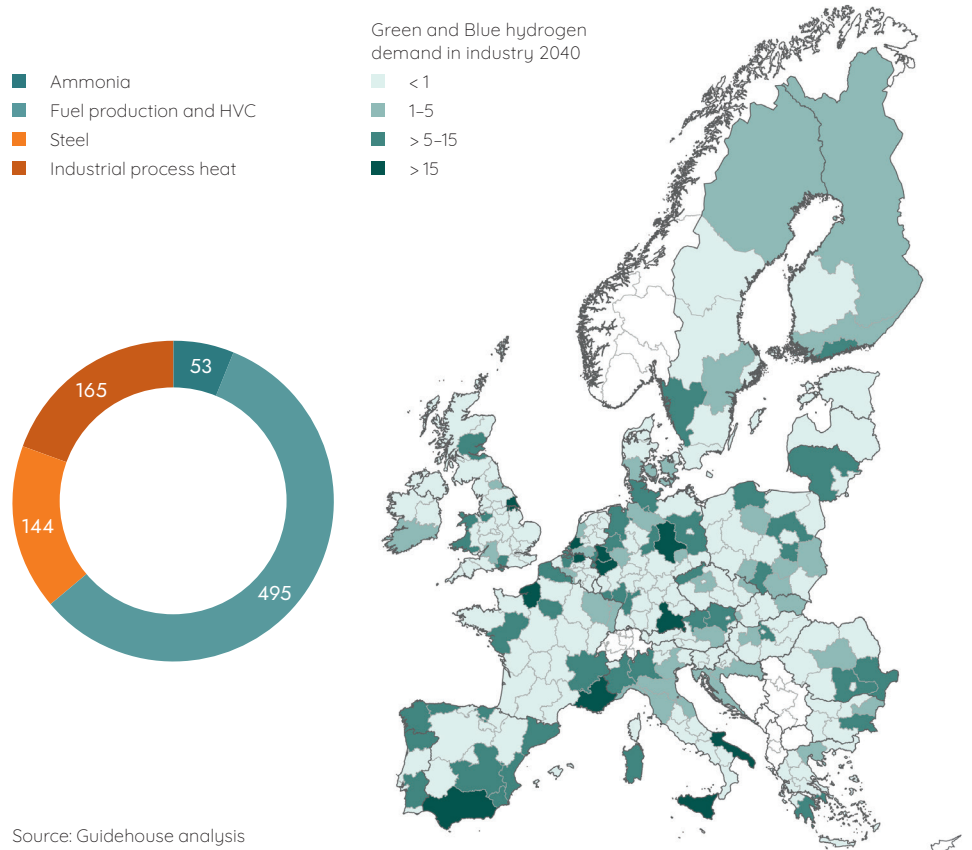 Ammonia
Fuel production and HVC
Steel
Industrial process heat
Green and Blue hydrogen
demand in industry 2040
< 1
1–5
> 5–15
> 15
53
165
144
495
Source: Guidehouse analysis